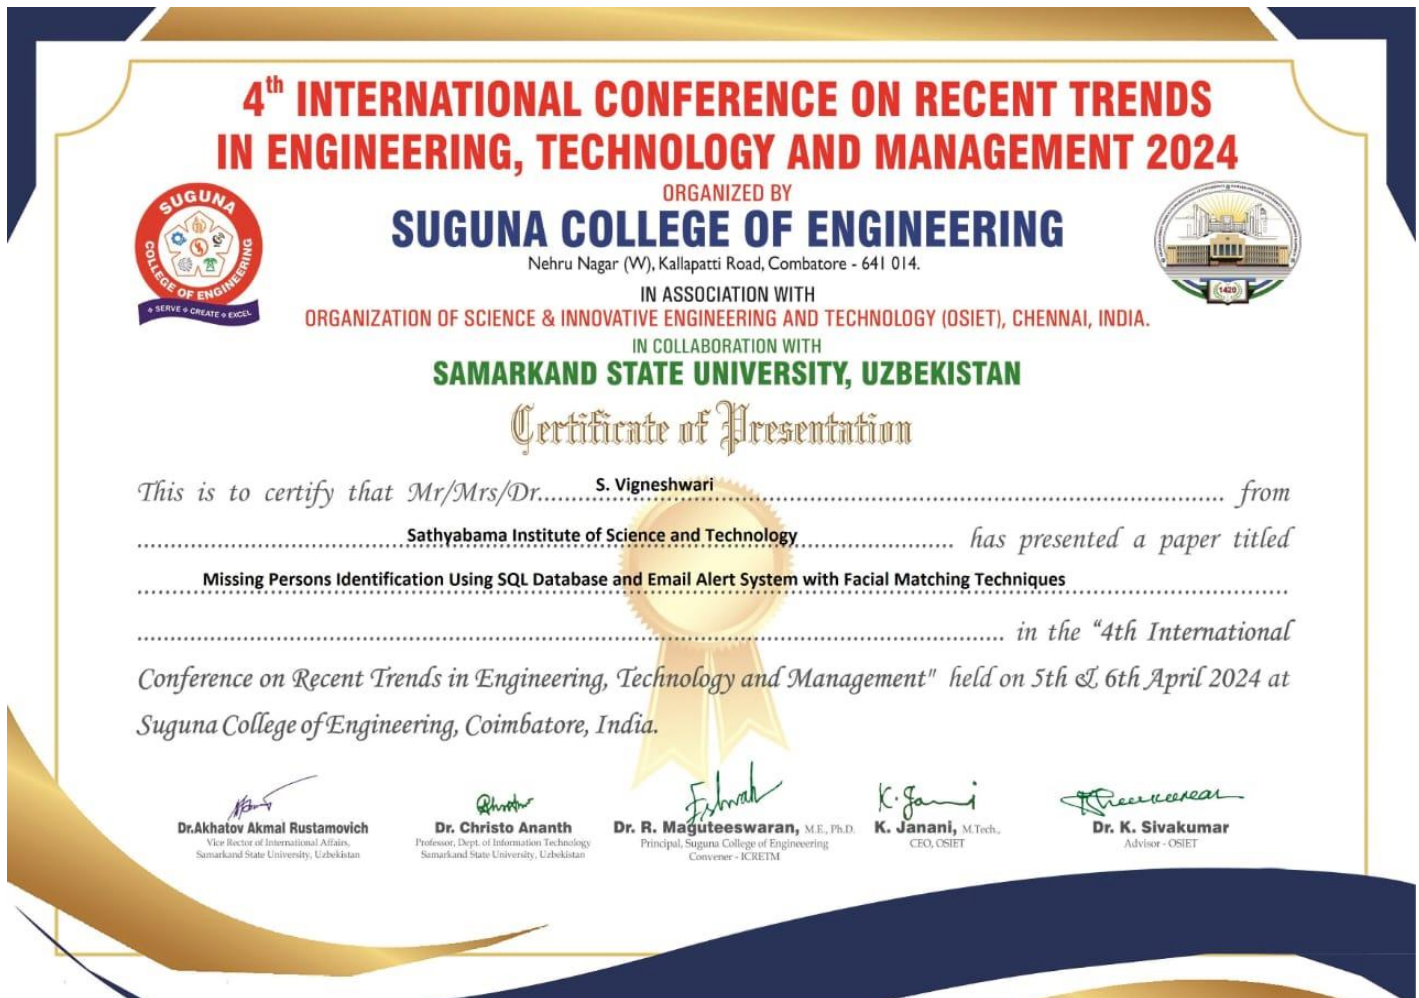 4th INTERNATIONAL CONFERENCE ON RECENT TRENDS
IN ENGINEERING, TECHNOLOGY AND MANAGEMENT 2024
ORGANIZED BY
SUGUNA COLLEGE OF ENGINEERING
Nehru Nagar (W), Kallapatti Road, Combatore - 641 014.
SUGUNA
COLLEGE OF ENGINEERING
SERVE CREATE EXCEL
1420
IN ASSOCIATION WITH
ORGANIZATION OF SCIENCE & INNOVATIVE ENGINEERING AND TECHNOLOGY (OSIET), CHENNAI, INDIA.
IN COLLABORATION WITH
SAMARKAND STATE UNIVERSITY, UZBEKISTAN
Certificate of Presentation
This is to certify that Mr/Mrs/Dr. S. Vigneshwari from
Sathyabama Institute of Science and Technology has presented a paper titled
Missing Persons Identification Using SQL Database and Email Alert System with Facial Matching Techniques
in the “4th International
Conference on Recent Trends in Engineering, Technology and Management" held on 5th & 6th April 2024 at
Suguna College of Engineering, Coimbatore, India.
K. Jani
Dr.Akhatov Akmal Rustamovich
Vice Rector of International Affairs,
Samarkand State University, Uzbekistan
Dr. Christo Ananth
Professor, Dept. of Information Technology
Samarkand State University, Uzbekistan
Dr. R. Maguteeswaran, M.E., Ph.D.
Principal, Suguna College of Engineering
Convener - ICRETM
K. Janani, M.Tech.,
CEO, OSIET
Dr. K. Sivakumar
Advisor - OSIET